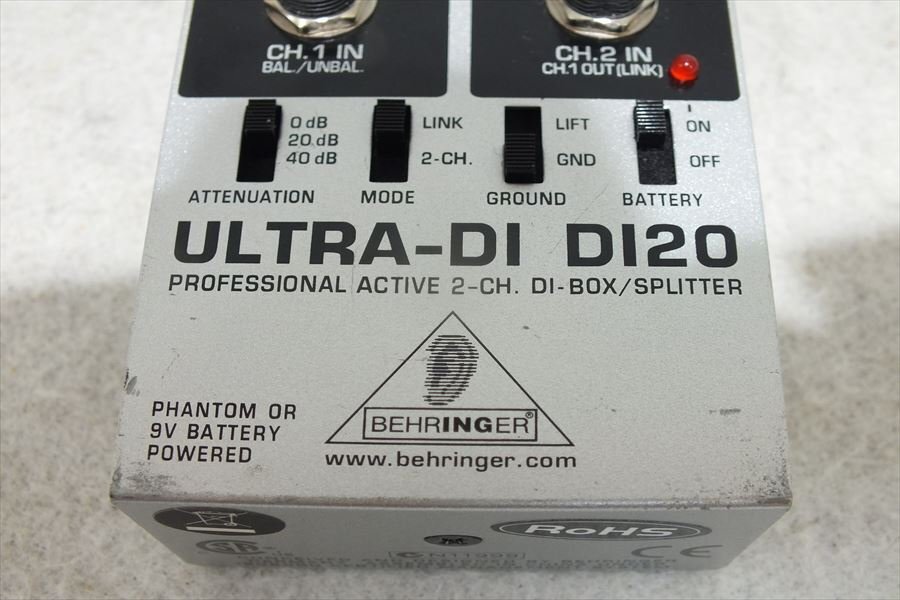 CH.1 IN
BAL./UNBAL.
CH.2 IN
CH.1 OUT (LINK)
0 dB
20 dB
40 dB
LINK
2-CH.
LIFT
GND
ON
OFF
ATTENUATION
MODE
GROUND
BATTERY
ULTRA-DI DI20
PROFESSIONAL ACTIVE 2-CH. DI-BOX/SPLITTER
PHANTOM OR
9V BATTERY
POWERED
BEHRINGER®
www.behringer.com
RoHS
N11999
CE